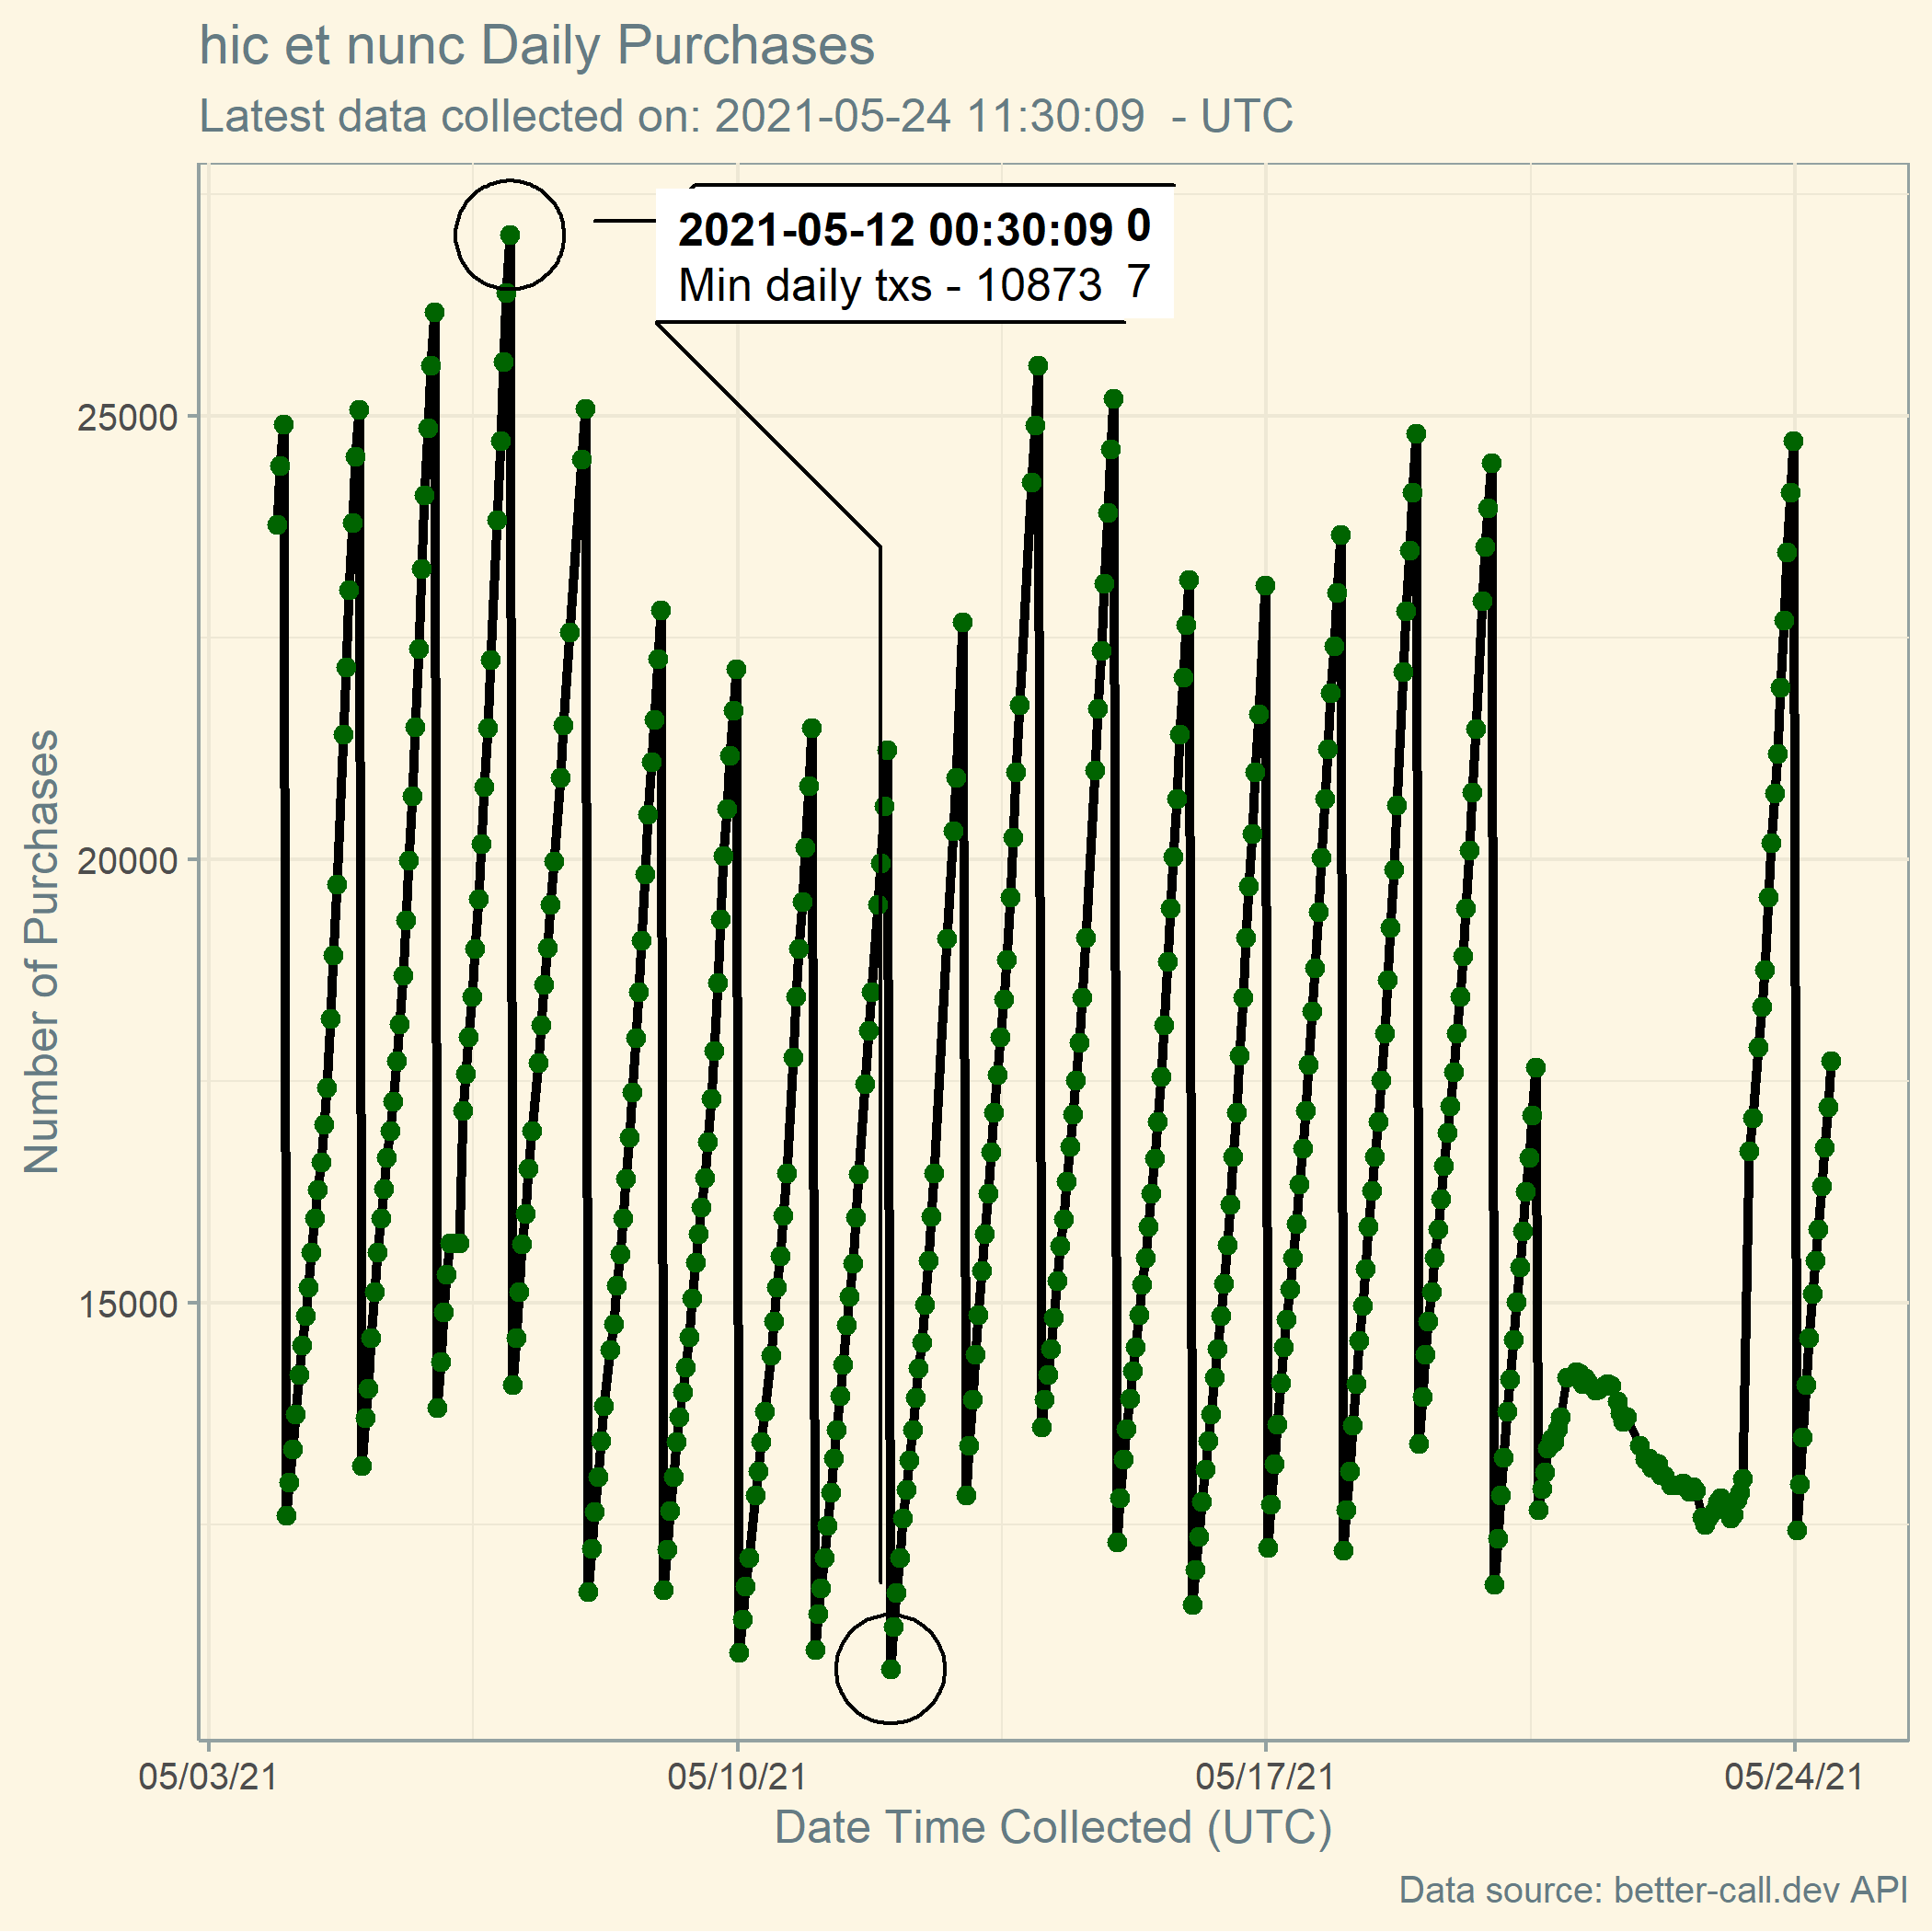 hic et nunc Daily Purchases
Latest data collected on: 2021-05-24 11:30:09 - UTC
2021-05-12 00:30:09 0
Min daily txs - 10873 7
25000
20000
15000
Number of Purchases
05/03/21 05/10/21 05/17/21 05/24/21
Date Time Collected (UTC)
Data source: better-call.dev API